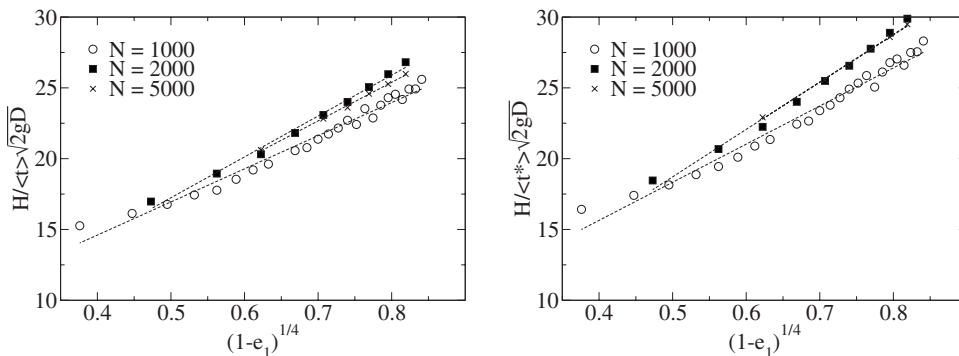 H/<t>√2gD
30
25
20
15
10
○ N = 1000
■ N = 2000
× N = 5000
0.4 0.5 0.6 0.7 0.8
(1-e₁)^{1/4}
H/<t*>√2gD
30
25
20
15
10
○ N = 1000
■ N = 2000
× N = 5000
0.4 0.5 0.6 0.7 0.8
(1-e₁)^{1/4}